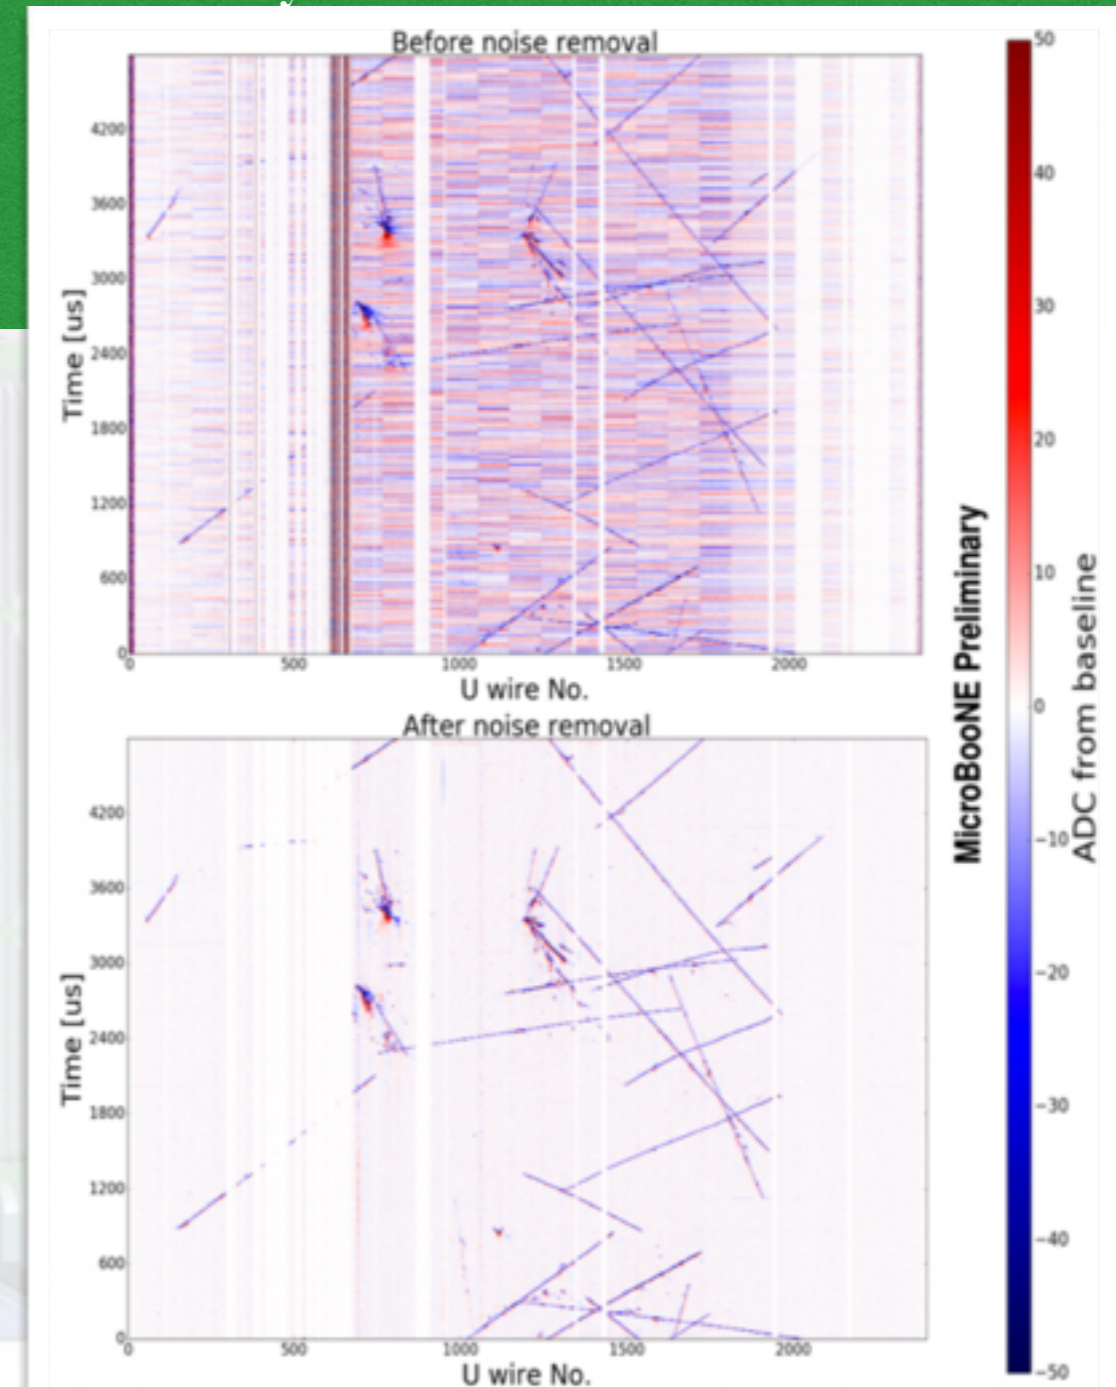 Before noise removal
4200
3600
3000
2400
1800
1200
600
0
Time [us]
0 500 1000 1500 2000
U wire No.
After noise removal
4200
3600
3000
2400
1800
1200
600
0
Time [us]
0 500 1000 1500 2000
U wire No.
MicroBooNE Preliminary
50
40
30
20
10
0
−10
−20
−30
−40
−50
ADC from baseline